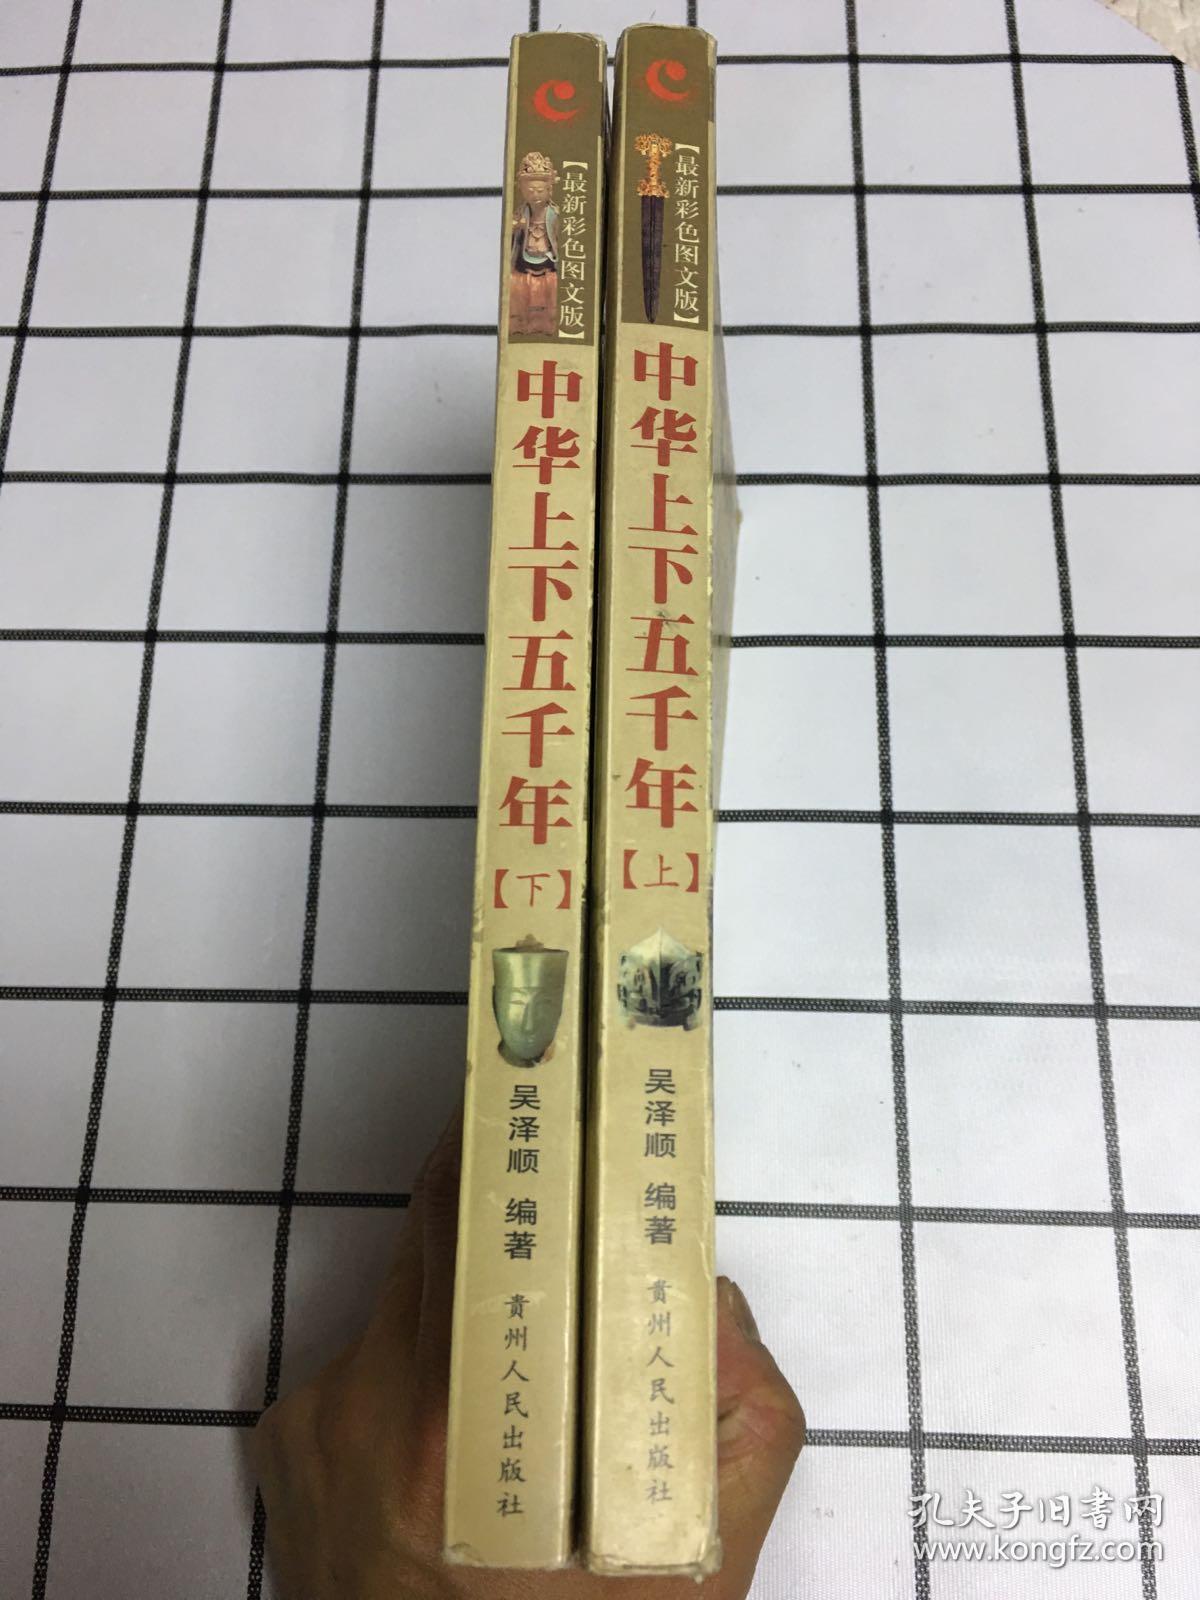 【最新彩色图文版】
中华上下五千年
【下】
吴泽顺 编著
贵州人民出版社
【最新彩色图文版】
中华上下五千年
【上】
吴泽顺 编著
贵州人民出版社
孔夫子旧书网
www.kongfz.com